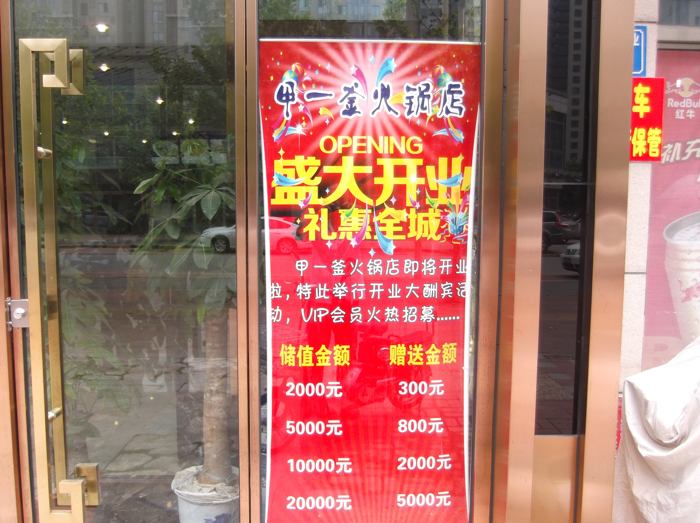 甲一釜火锅店
OPENING
盛大开业
礼惠全城
甲一釜火锅店即将开业
啦,特此举行开业大酬宾活
动,VIP会员火热招募......
储值金额 赠送金额
2000元 300元
5000元 800元
10000元 2000元
20000元 5000元
业
车
保管
RedBull
红牛
补充